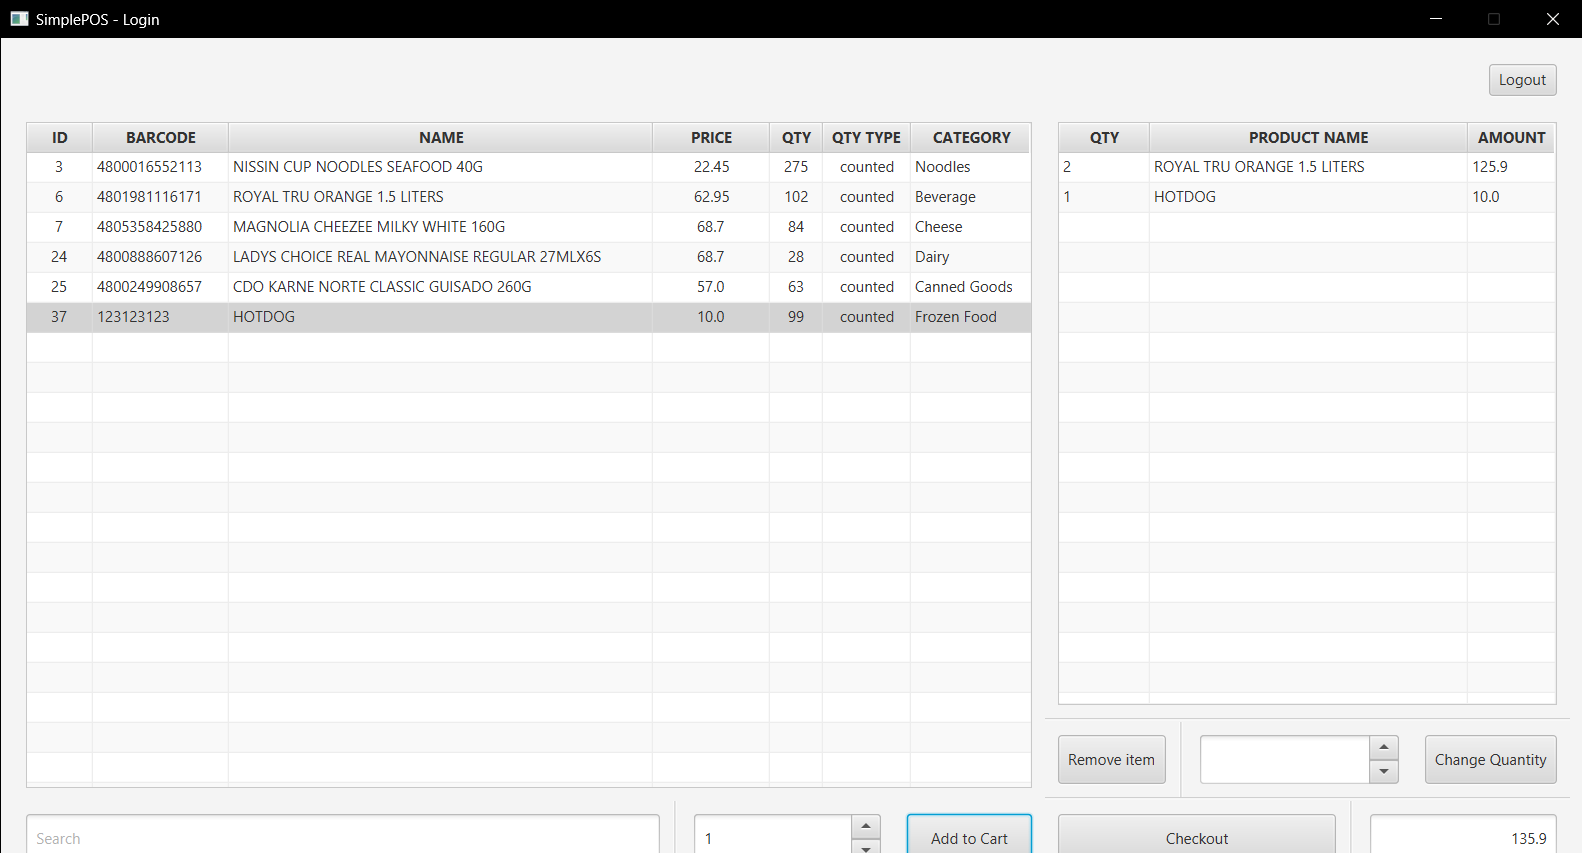 SimplePOS - Login
Logout
ID BARCODE NAME PRICE QTY QTY TYPE CATEGORY
3 4800016552113 NISSIN CUP NOODLES SEAFOOD 40G 22.45 275 counted Noodles
6 4801981116171 ROYAL TRU ORANGE 1.5 LITERS 62.95 102 counted Beverage
7 4805358425880 MAGNOLIA CHEEZEE MILKY WHITE 160G 68.7 84 counted Cheese
24 4800888607126 LADYS CHOICE REAL MAYONNAISE REGULAR 27MLX6S 68.7 28 counted Dairy
25 4800249908657 CDO KARNE NORTE CLASSIC GUISADO 260G 57.0 63 counted Canned Goods
37 123123123 HOTDOG 10.0 99 counted Frozen Food
QTY PRODUCT NAME AMOUNT
2 ROYAL TRU ORANGE 1.5 LITERS 125.9
1 HOTDOG 10.0
Remove item Change Quantity
Search 1 Add to Cart Checkout 135.9